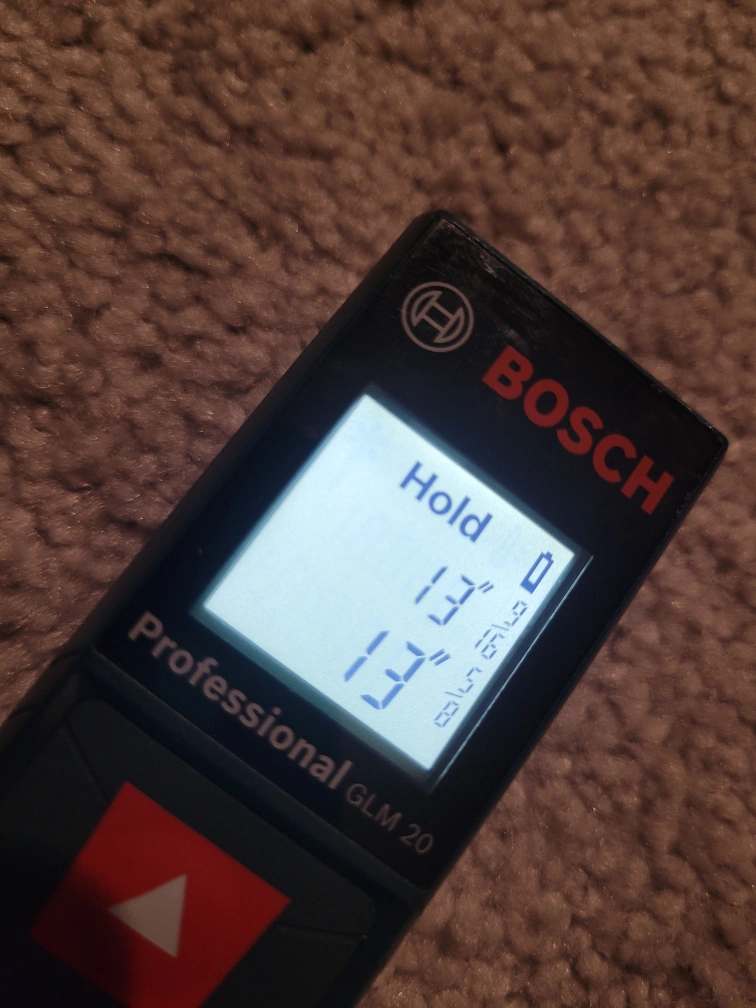 BOSCH
Hold
13"
13"
Professional GLM 20